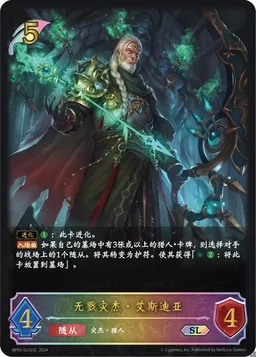 5
进化 1：此卡进化。
入场曲 如果自己的墓场中有3张或以上的猎人·卡牌，则选择对手
的战场上的1个随从。将其转变为护符。使其获得「 2：将此
卡放置到墓场。」
无戮灾杰·艾斯迪亚
4
随从
灾杰·猎人
SL
4